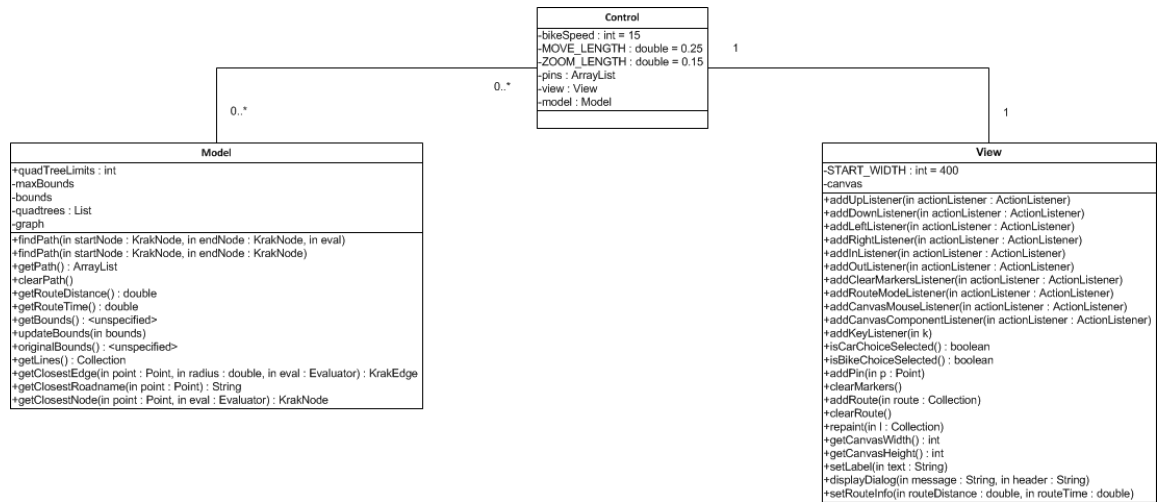 Control
-bikeSpeed : int = 15
-MOVE_LENGTH : double = 0.25
-ZOOM_LENGTH : double = 0.15
-pins : ArrayList
-view : View
-model : Model
1
0..*
0..*
1
Model
+quadTreeLimits : int
-maxBounds
-bounds
-quadtrees : List
-graph
+findPath(in startNode : KrakNode, in endNode : KrakNode, in eval)
+findPath(in startNode : KrakNode, in endNode : KrakNode)
+getPath() : ArrayList
+clearPath()
+getRouteDistance() : double
+getRouteTime() : double
+getBounds() : <unspecified>
+updateBounds(in bounds)
+originalBounds() : <unspecified>
+getLines() : Collection
+getClosestEdge(in point : Point, in radius : double, in eval : Evaluator) : KrakEdge
+getClosestRoadname(in point : Point) : String
+getClosestNode(in point : Point, in eval : Evaluator) : KrakNode
View
-START_WIDTH : int = 400
-canvas
+addUpListener(in actionListener : ActionListener)
+addDownListener(in actionListener : ActionListener)
+addLeftListener(in actionListener : ActionListener)
+addRightListener(in actionListener : ActionListener)
+addInListener(in actionListener : ActionListener)
+addOutListener(in actionListener : ActionListener)
+addClearMarkersListener(in actionListener : ActionListener)
+addRouteModeListener(in actionListener : ActionListener)
+addCanvasMouseListener(in actionListener : ActionListener)
+addCanvasComponentListener(in actionListener : ActionListener)
+addKeyListener(in k)
+isCarChoiceSelected() : boolean
+isBikeChoiceSelected() : boolean
+addPin(in p : Point)
+clearMarkers()
+addRoute(in route : Collection)
+clearRoute()
+repaint(in l : Collection)
+getCanvasWidth() : int
+getCanvasHeight() : int
+setLabel(in text : String)
+displayDialog(in message : String, in header : String)
+setRouteInfo(in routeDistance : double, in routeTime : double)